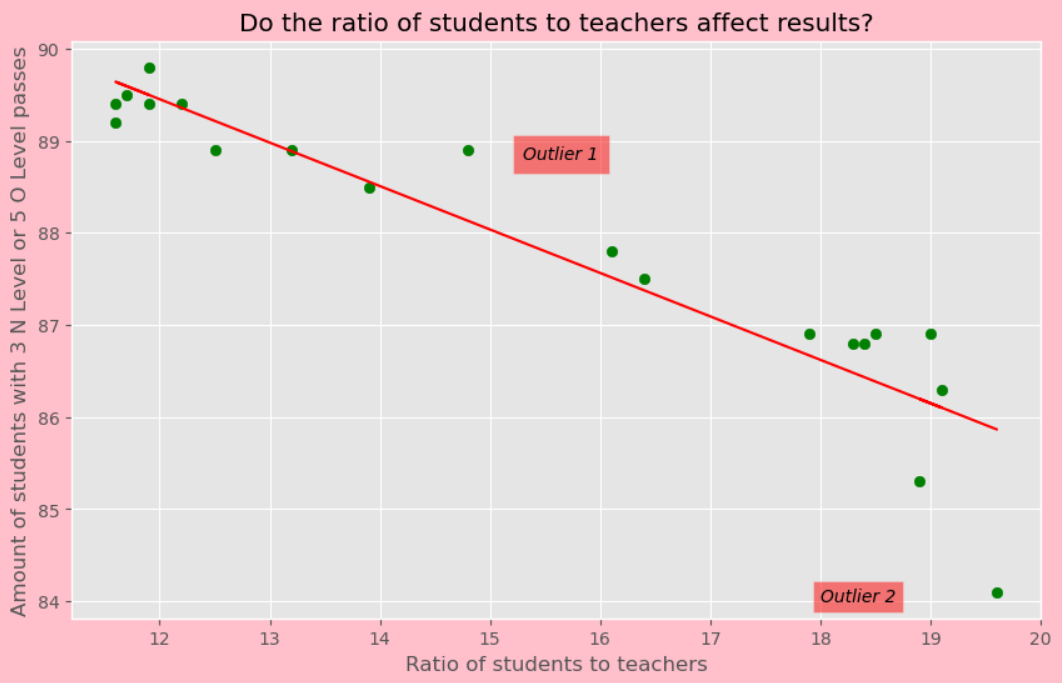 Do the ratio of students to teachers affect results?
Amount of students with 3 N Level or 5 O Level passes
90
89
88
87
86
85
84
Outlier 1
Outlier 2
12 13 14 15 16 17 18 19 20
Ratio of students to teachers